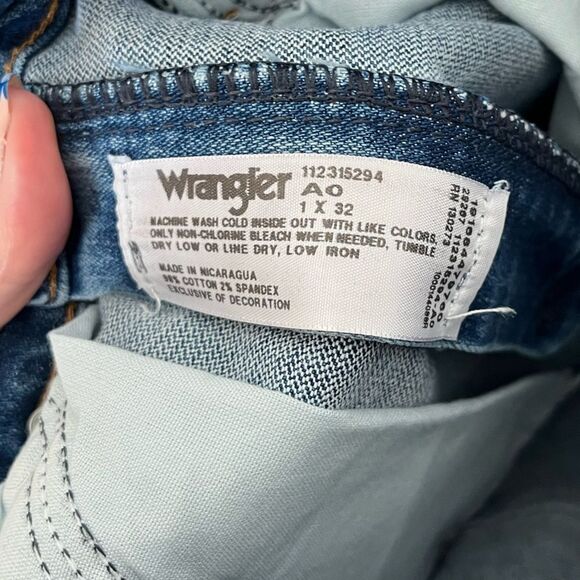 Wrangler
112315294
AO
1 X 32
MACHINE WASH COLD INSIDE OUT WITH LIKE COLORS,
ONLY NON-CHLORINE BLEACH WHEN NEEDED, TUMBLE
DRY LOW OR LINE DRY, LOW IRON
MADE IN NICARAGUA
98% COTTON 2% SPANDEX
EXCLUSIVE OF DECORATION
RN 130273